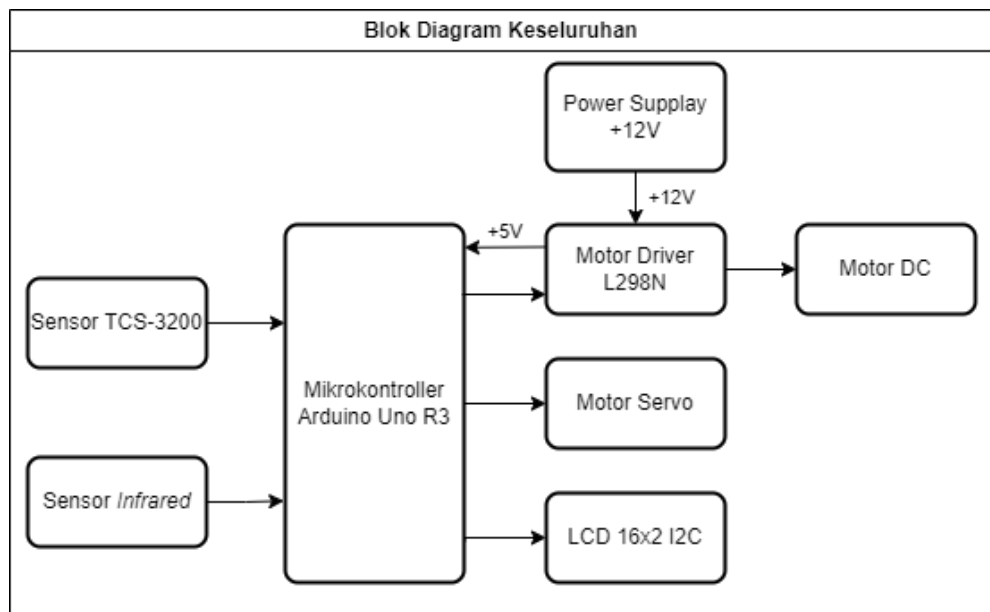 Blok Diagram Keseluruhan
Power Supplay
+12V
+12V
+5V
Motor Driver
L298N
Motor DC
Sensor TCS-3200
Mikrokontroller
Arduino Uno R3
Motor Servo
Sensor Infrared
LCD 16x2 I2C